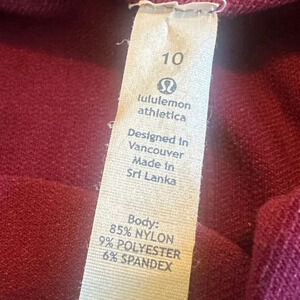 10
lululemon
athletica
Designed in
Vancouver
Made in
Sri Lanka
Body:
85% NYLON
9% POLYESTER
6% SPANDEX